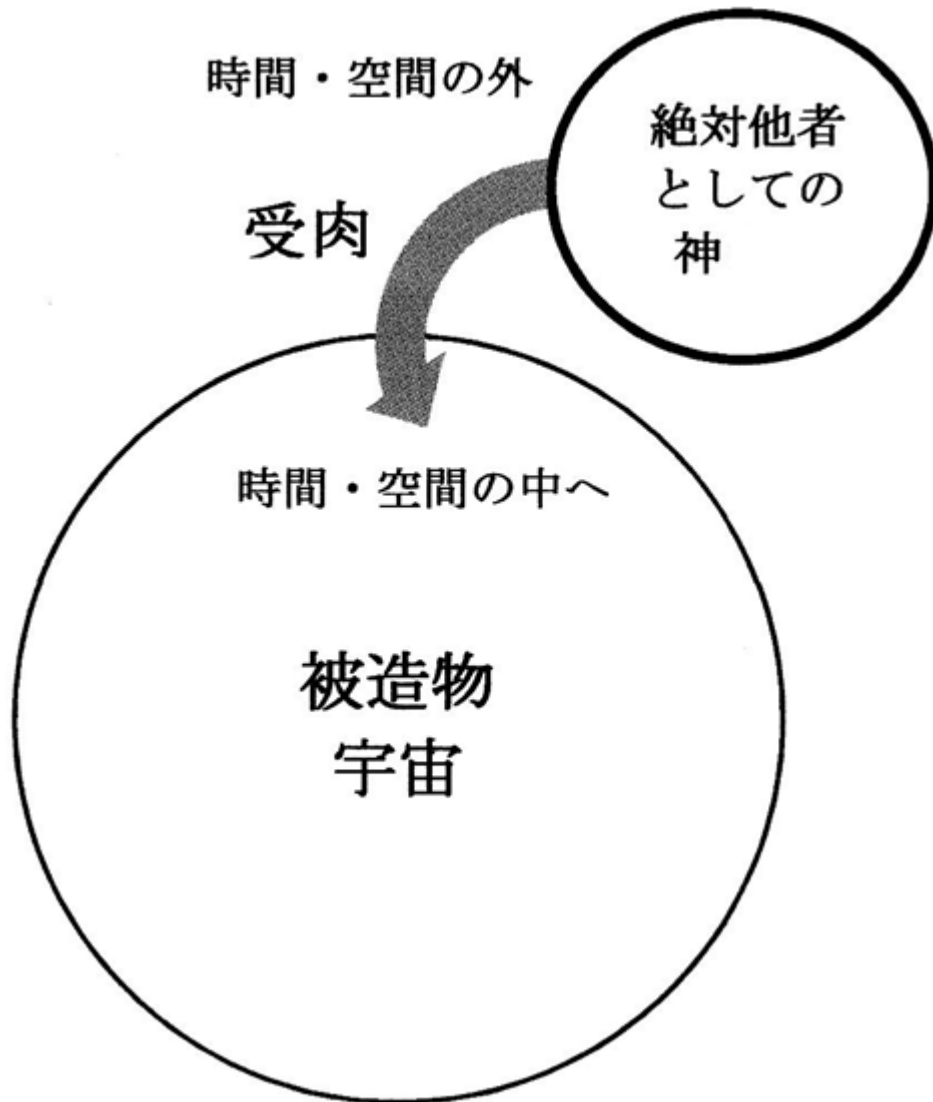 時間・空間の外
絶対他者
としての
神
受肉
時間・空間の中へ
被造物
宇宙